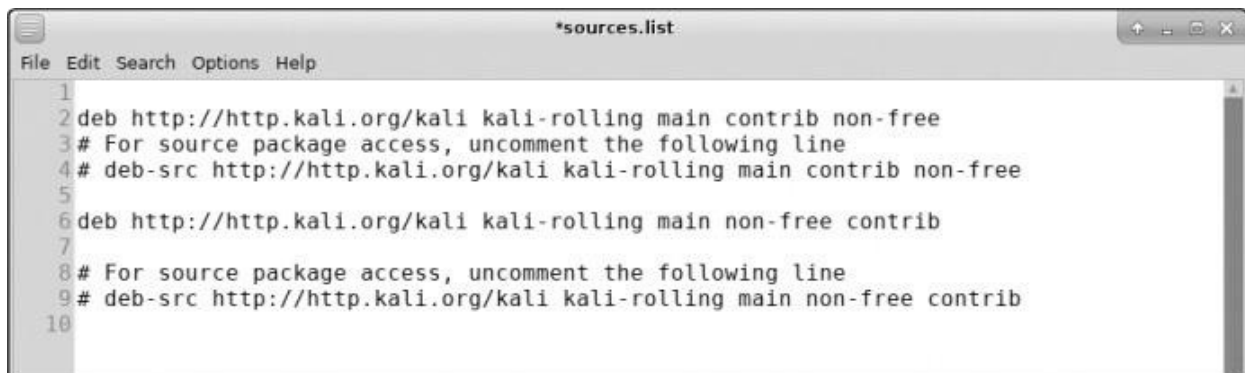 *sources.list
File Edit Search Options Help
1
2 deb http://http.kali.org/kali kali-rolling main contrib non-free
3 # For source package access, uncomment the following line
4 # deb-src http://http.kali.org/kali kali-rolling main contrib non-free
5
6 deb http://http.kali.org/kali kali-rolling main non-free contrib
7
8 # For source package access, uncomment the following line
9 # deb-src http://http.kali.org/kali kali-rolling main non-free contrib
10